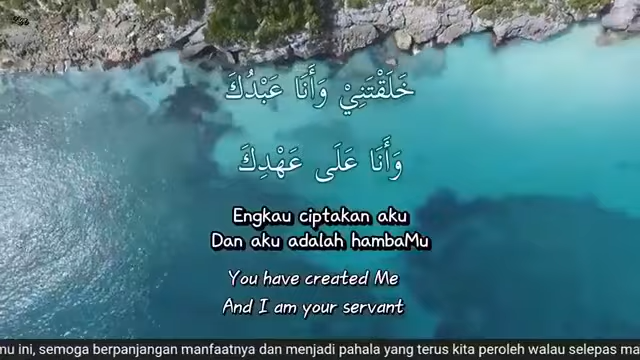 خَلَقْتَنِيْ وَأَنَا عَبْدُكَ
وَأَنَا عَلَى عَهْدِكَ
Engkau ciptakan aku
Dan aku adalah hambaMu
You have created Me
And I am your servant
mu ini, semoga berpanjangan manfaatnya dan menjadi pahala yang terus kita peroleh walau selepas ma